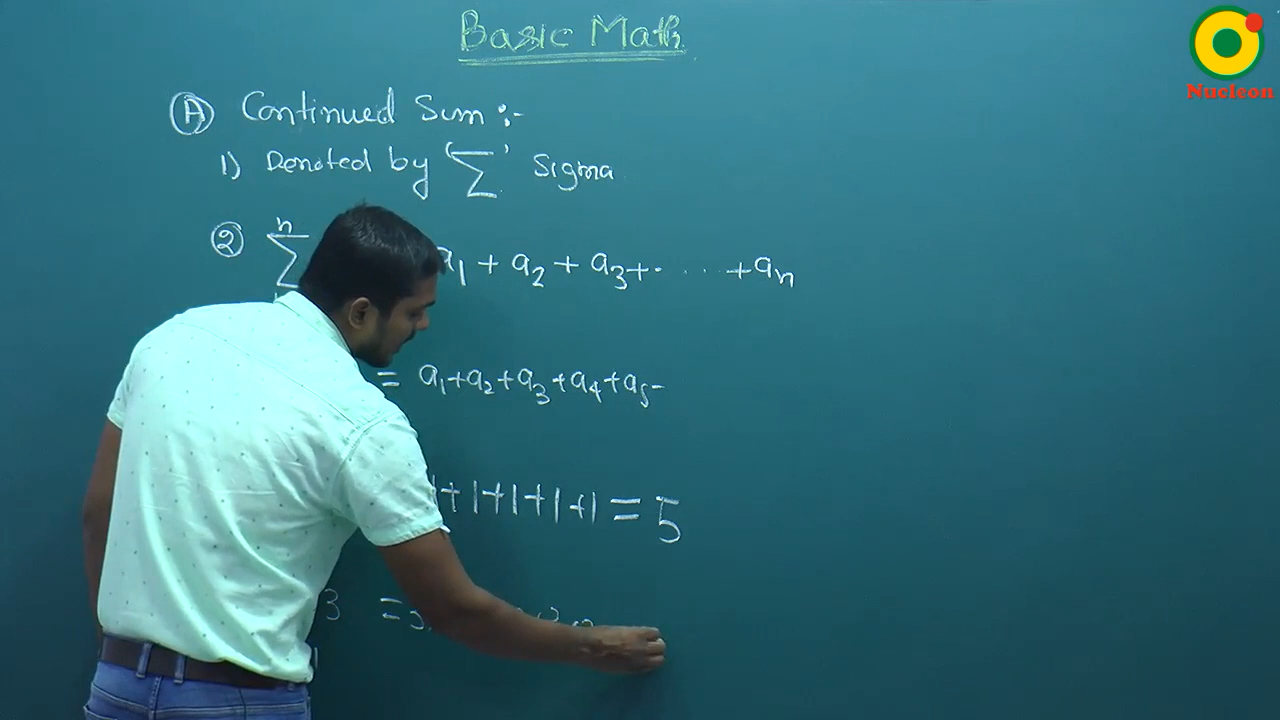 Basic Math
Nucleon
Ⓐ Continued Sum :-
1) Denoted by '∑' Sigma
② n ∑ a1 + a2 + a3 + ..... + an
= a1 + a2 + a3 + a4 + a5
1 + 1 + 1 + 1 + 1 = 5
3 =